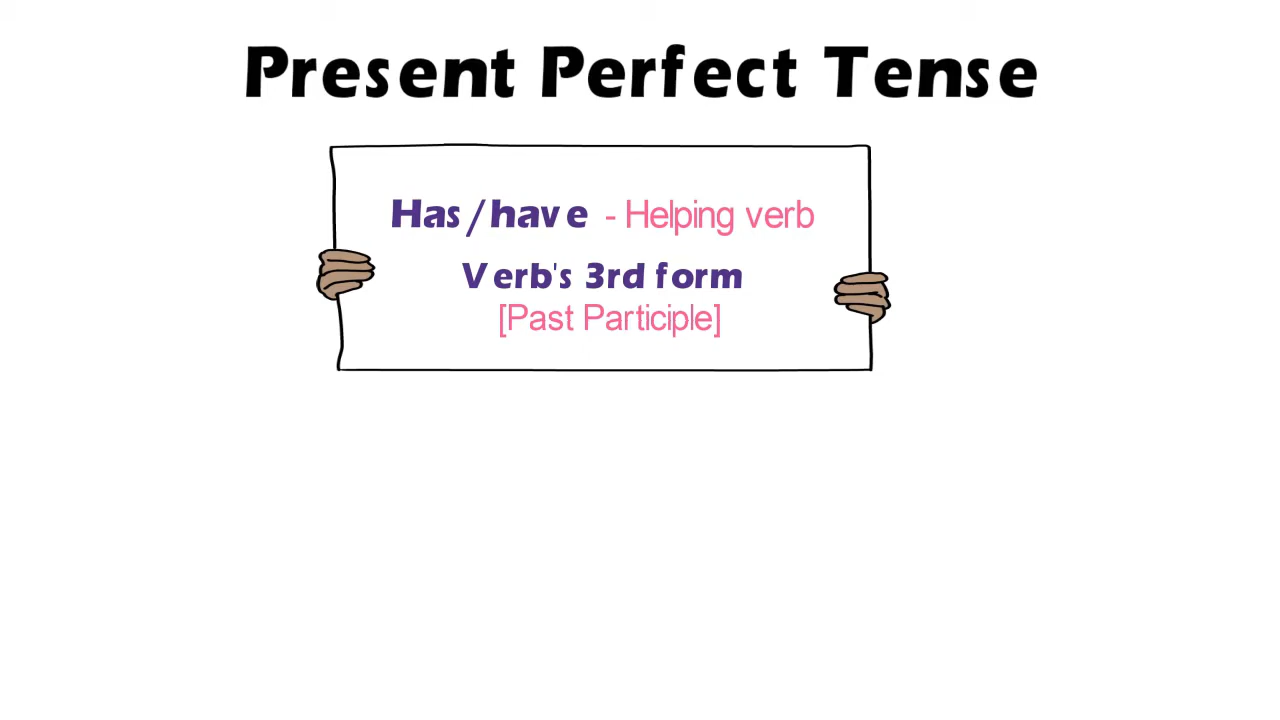 Present Perfect Tense
Has/have - Helping verb
Verb's 3rd form
[Past Participle]